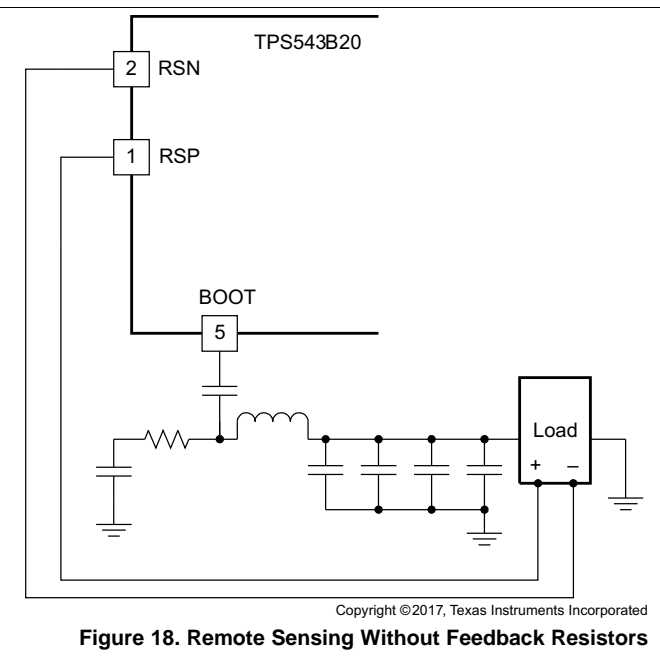 TPS543B20
2 RSN
1 RSP
BOOT
5
Load
+ –
Copyright ©2017, Texas Instruments Incorporated
Figure 18. Remote Sensing Without Feedback Resistors